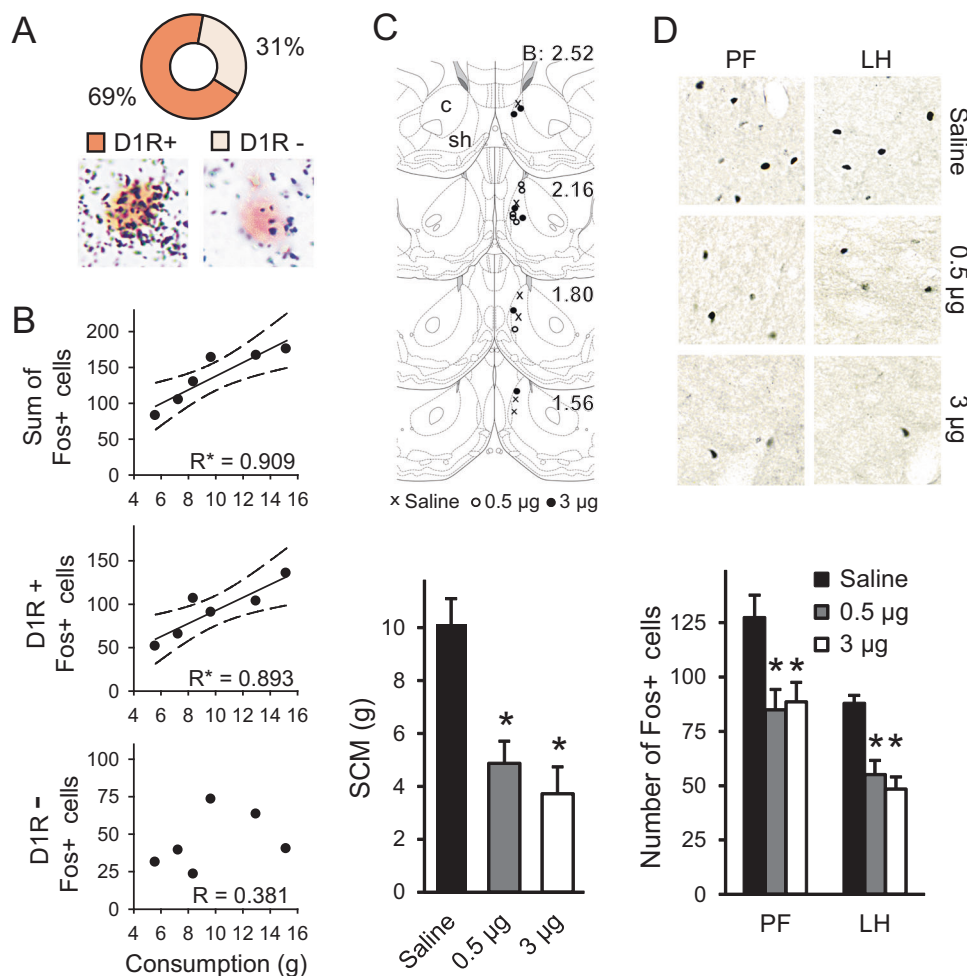 A
31%
69%
D1R+ D1R -
B
Sum of
Fos+ cells
200
150
100
50
0
R* = 0.909
4 6 8 10 12 14 16
D1R +
Fos+ cells
150
100
50
0
R* = 0.893
4 6 8 10 12 14 16
D1R –
Fos+ cells
100
75
50
25
0
R = 0.381
4 6 8 10 12 14 16
Consumption (g)
C
B: 2.52
c
sh
2.16
1.80
1.56
x Saline o 0.5 µg ● 3 µg
SCM (g)
10
8
6
4
2
0
* *
Saline
0.5 µg
3 µg
D
PF LH
Saline
0.5 µg
3 µg
Number of Fos+ cells
125
100
75
50
25
0
Saline
0.5 µg
3 µg
* * * *
PF LH